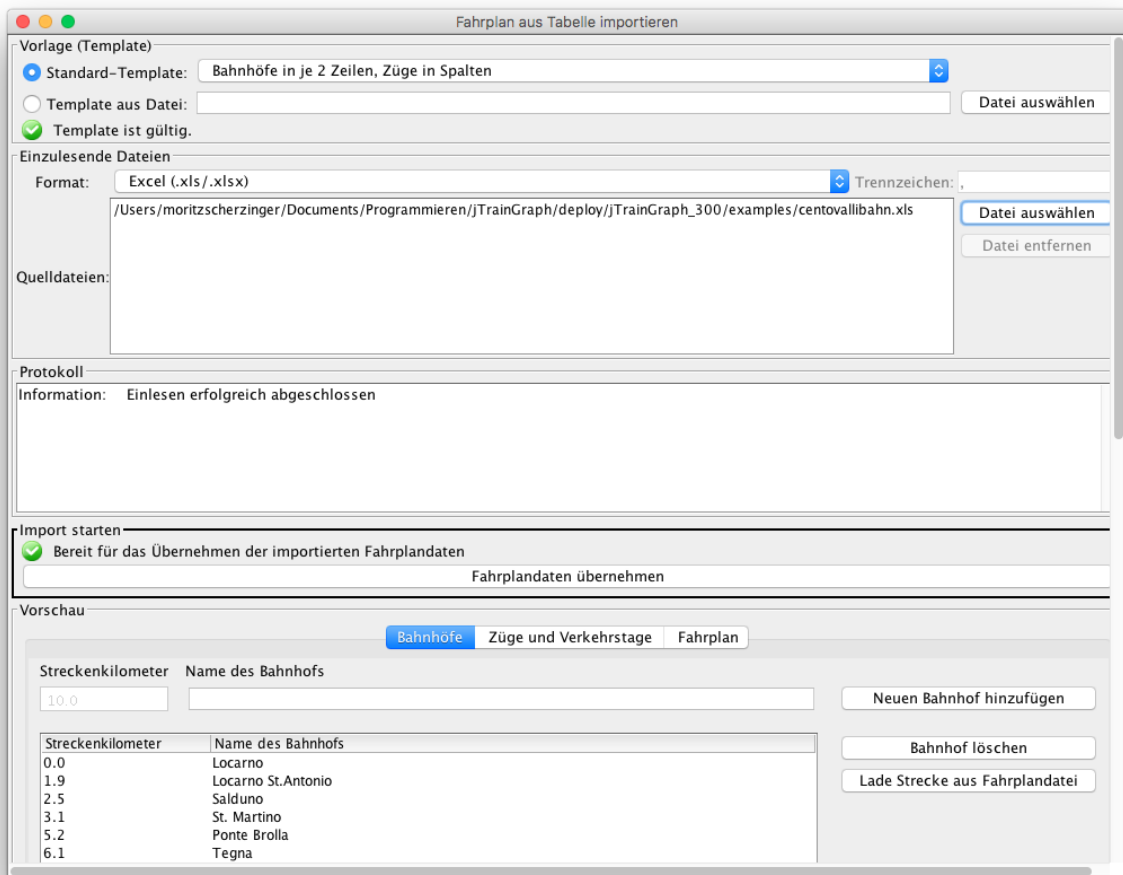 Fahrplan aus Tabelle importieren
Vorlage (Template)
Standard-Template: Bahnhöfe in je 2 Zeilen, Züge in Spalten
Template aus Datei: Datei auswählen
Template ist gültig.
Einzulesende Dateien
Format: Excel (.xls/.xlsx) Trennzeichen: ,
/Users/moritzscherzinger/Documents/Programmieren/jTrainGraph/deploy/jTrainGraph_300/examples/centovallibahn.xls Datei auswählen
Datei entfernen
Quelldateien:
Protokoll
Information: Einlesen erfolgreich abgeschlossen
Import starten
Bereit für das Übernehmen der importierten Fahrplandaten
Fahrplandaten übernehmen
Vorschau
Bahnhöfe Züge und Verkehrstage Fahrplan
Streckenkilometer Name des Bahnhofs
10.0 Neuen Bahnhof hinzufügen
Streckenkilometer Name des Bahnhofs Bahnhof löschen
0.0 Locarno
1.9 Locarno St.Antonio Lade Strecke aus Fahrplandatei
2.5 Salduno
3.1 St. Martino
5.2 Ponte Brolla
6.1 Tegna